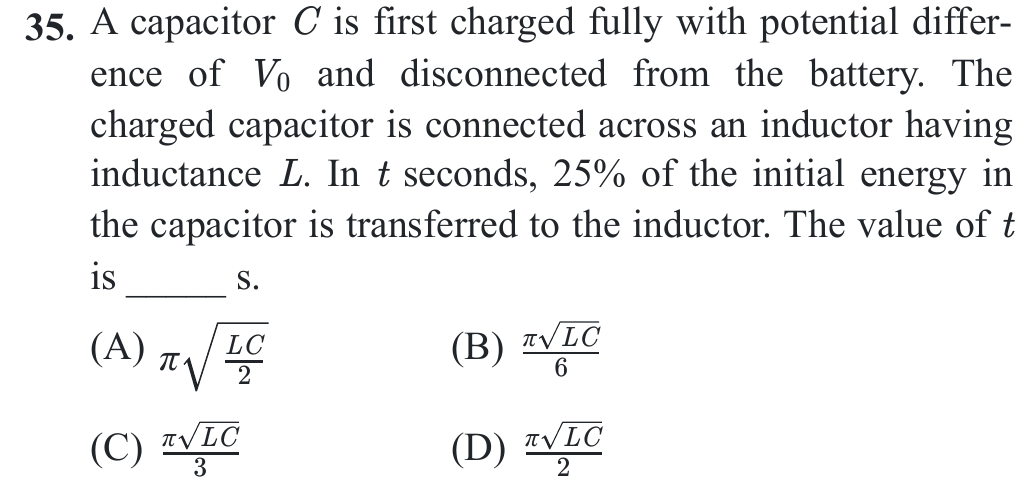 35. A capacitor C is first charged fully with potential differ-
ence of V₀ and disconnected from the battery. The
charged capacitor is connected across an inductor having
inductance L. In t seconds, 25% of the initial energy in
the capacitor is transferred to the inductor. The value of t
is ______ s.
(A) π√(LC/2) (B) π√LC/6
(C) π√LC/3 (D) π√LC/2